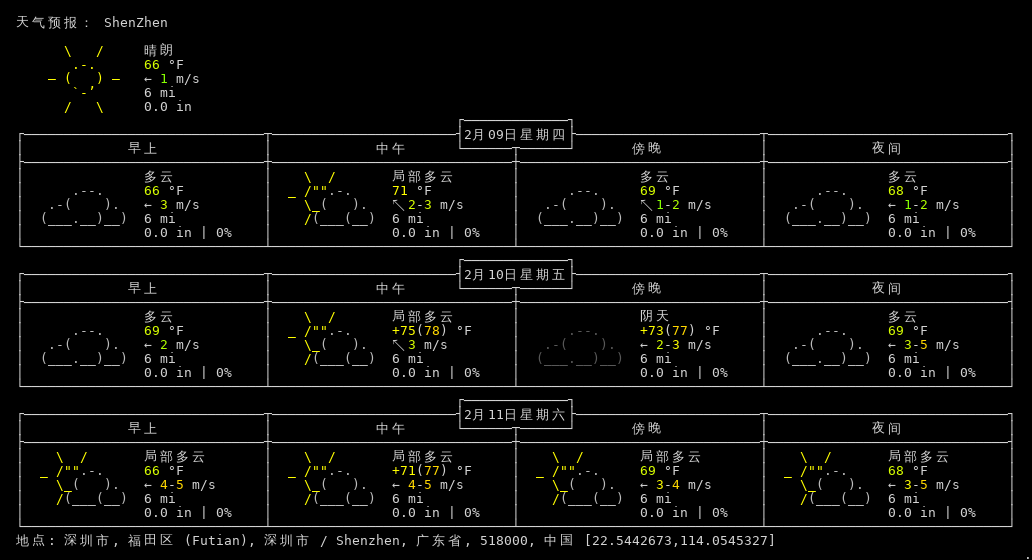 天气预报： ShenZhen
晴朗
66 °F
← 1 m/s
6 mi
0.0 in
2月09日星期四
早上 中午 傍晚 夜间
多云 局部多云 多云 多云
66 °F 71 °F 69 °F 68 °F
← 3 m/s ↖ 2-3 m/s ↖ 1-2 m/s ← 1-2 m/s
6 mi 6 mi 6 mi 6 mi
0.0 in | 0% 0.0 in | 0% 0.0 in | 0% 0.0 in | 0%
2月10日星期五
早上 中午 傍晚 夜间
多云 局部多云 阴天 多云
69 °F +75(78) °F +73(77) °F 69 °F
← 2 m/s ↖ 3 m/s ← 2-3 m/s ← 3-5 m/s
6 mi 6 mi 6 mi 6 mi
0.0 in | 0% 0.0 in | 0% 0.0 in | 0% 0.0 in | 0%
2月11日星期六
早上 中午 傍晚 夜间
局部多云 局部多云 局部多云 局部多云
66 °F +71(77) °F 69 °F 68 °F
← 4-5 m/s ← 4-5 m/s ← 3-4 m/s ← 3-5 m/s
6 mi 6 mi 6 mi 6 mi
0.0 in | 0% 0.0 in | 0% 0.0 in | 0% 0.0 in | 0%
地点: 深圳市, 福田区 (Futian), 深圳市 / Shenzhen, 广东省, 518000, 中国 [22.5442673,114.0545327]